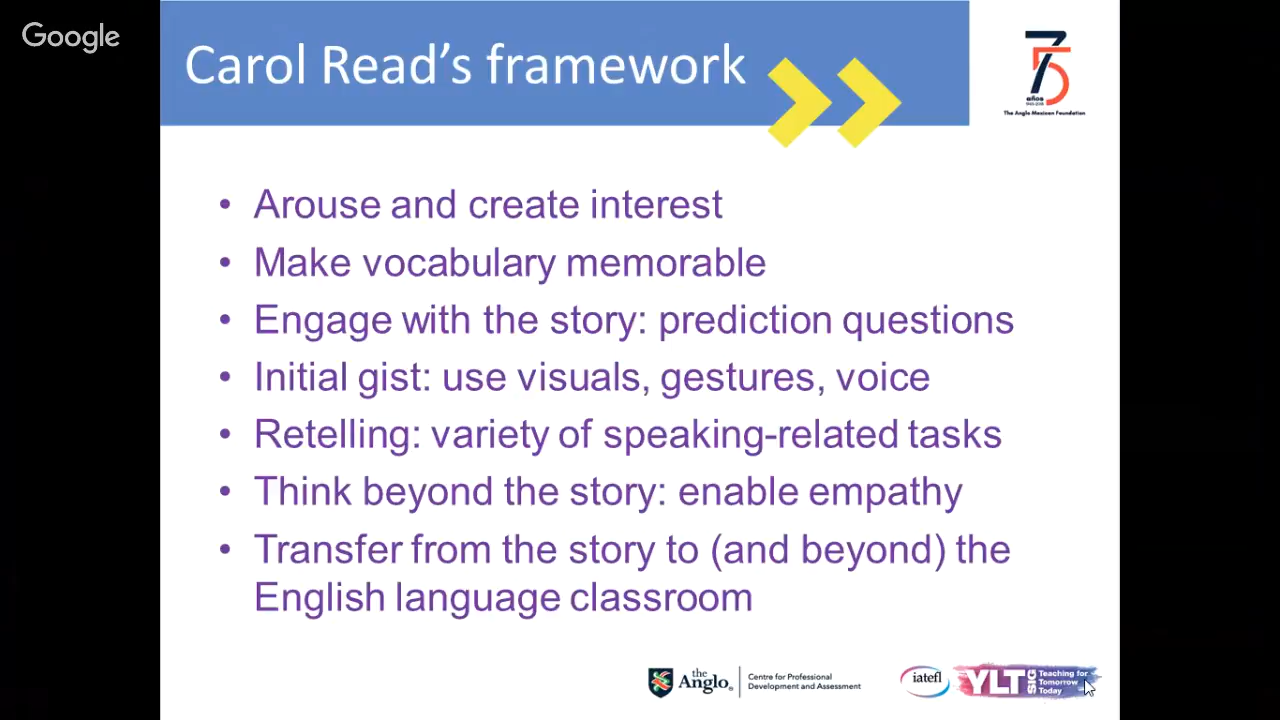 Google
Carol Read's framework
75
años
The Anglo Mexican Foundation
• Arouse and create interest
• Make vocabulary memorable
• Engage with the story: prediction questions
• Initial gist: use visuals, gestures, voice
• Retelling: variety of speaking-related tasks
• Think beyond the story: enable empathy
• Transfer from the story to (and beyond) the
English language classroom
the Anglo
Centre for Professional
Development and Assessment
iatefl
YLT SIG
Teaching for
Tomorrow
Today